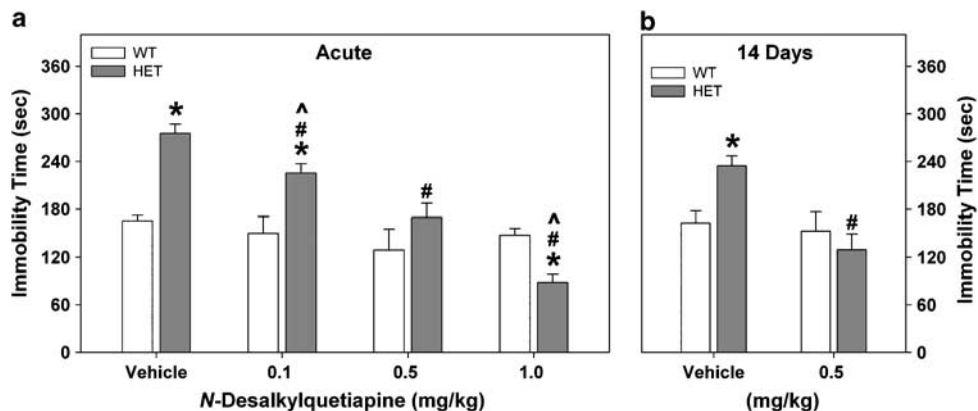 a
WT
HET
Acute
360
300
240
180
120
60
0
Immobility Time (sec)
*
^
#
*
#
^
#
*
Vehicle
0.1
0.5
1.0
N-Desalkylquetiapine (mg/kg)
b
14 Days
WT
HET
*
#
360
300
240
180
120
60
0
Immobility Time (sec)
Vehicle
0.5
(mg/kg)